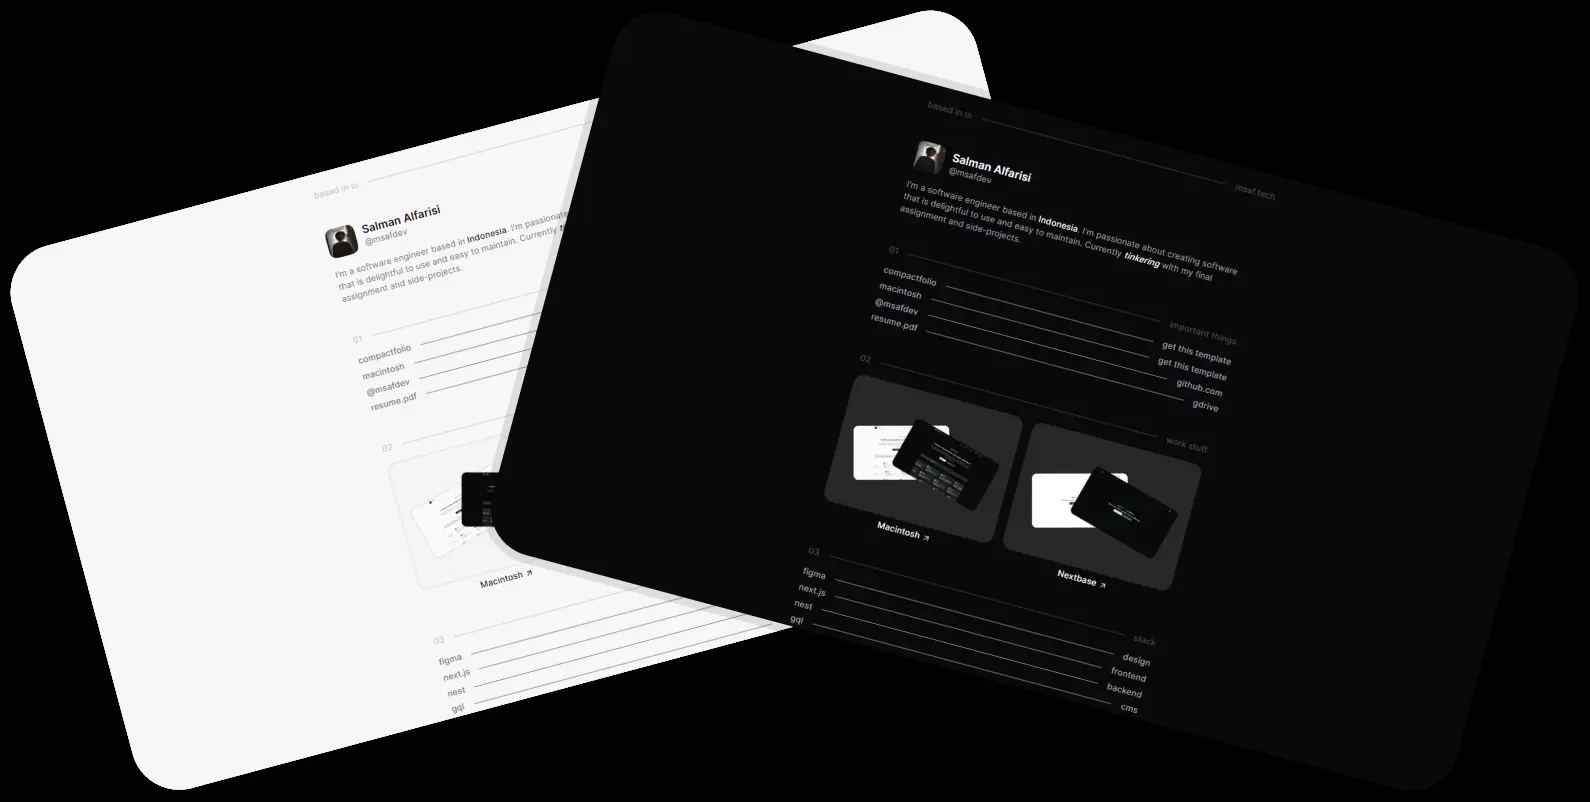 based in
Salman Alfarisi
@msafdev
I'm a software engineer based in Indonesia. I'm passionate
that is delightful to use and easy to maintain. Currently
assignment and side-projects.
01
compactfolio
macintosh
@msafdev
resume.pdf
02
Macintosh ↗
03
figma
next.js
nest
gql
based in
msaf.tech
Salman Alfarisi
@msafdev
I'm a software engineer based in Indonesia. I'm passionate about creating software
that is delightful to use and easy to maintain. Currently tinkering with my final
assignment and side-projects.
01 important things
compactfolio get this template
macintosh get this template
@msafdev github.com
resume.pdf gdrive
02 work stuff
Macintosh ↗
Nextbase ↗
03 stack
figma design
next.js frontend
nest backend
gql cms